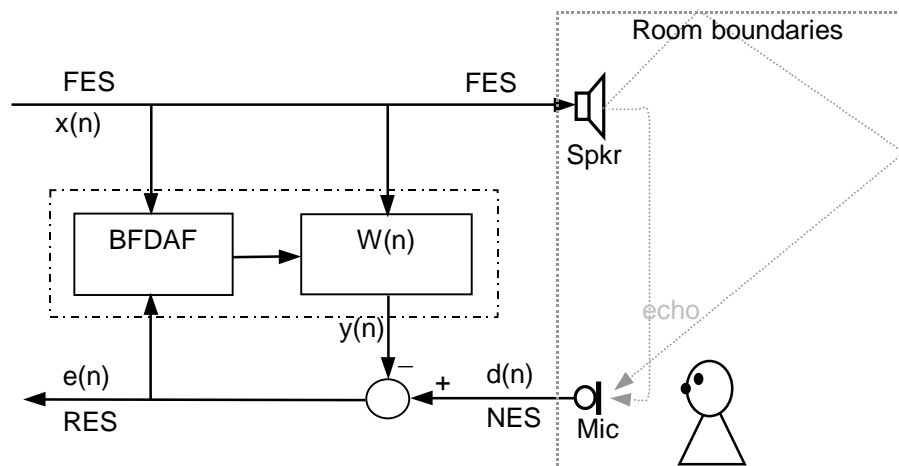 Room boundaries
FES
FES
x(n)
Spkr
BFDAF
W(n)
echo
y(n)
−
e(n)
+
d(n)
RES
NES
Mic